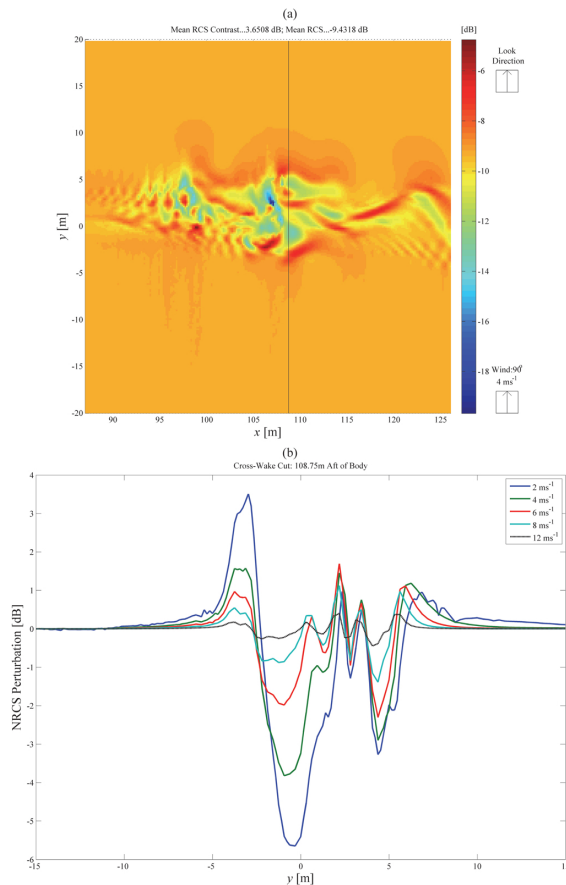 (a)
Mean RCS Contrast...3.6508 dB; Mean RCS...-9.4318 dB
[dB]
Look
Direction
20
15
10
5
0
-5
-10
-15
-20
y [m]
90
95
100
105
110
115
120
125
x [m]
-6
-8
-10
-12
-14
-16
-18
Wind:90°
4 ms-1
(b)
Cross-Wake Cut: 108.75m Aft of Body
4
3
2
1
0
-1
-2
-3
-4
-5
-6
NRCS Perturbation [dB]
2 ms-1
4 ms-1
6 ms-1
8 ms-1
12 ms-1
-15
-10
-5
0
5
10
15
y [m]